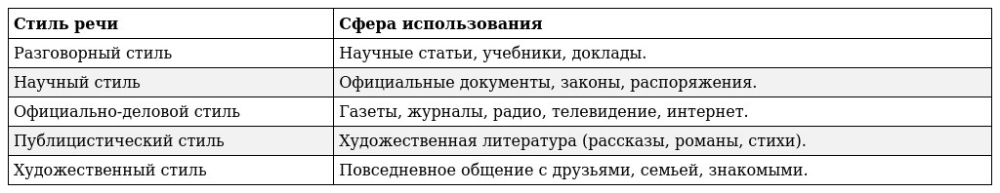 Стиль речи Сфера использования
Разговорный стиль Научные статьи, учебники, доклады.
Научный стиль Официальные документы, законы, распоряжения.
Официально-деловой стиль Газеты, журналы, радио, телевидение, интернет.
Публицистический стиль Художественная литература (рассказы, романы, стихи).
Художественный стиль Повседневное общение с друзьями, семьей, знакомыми.